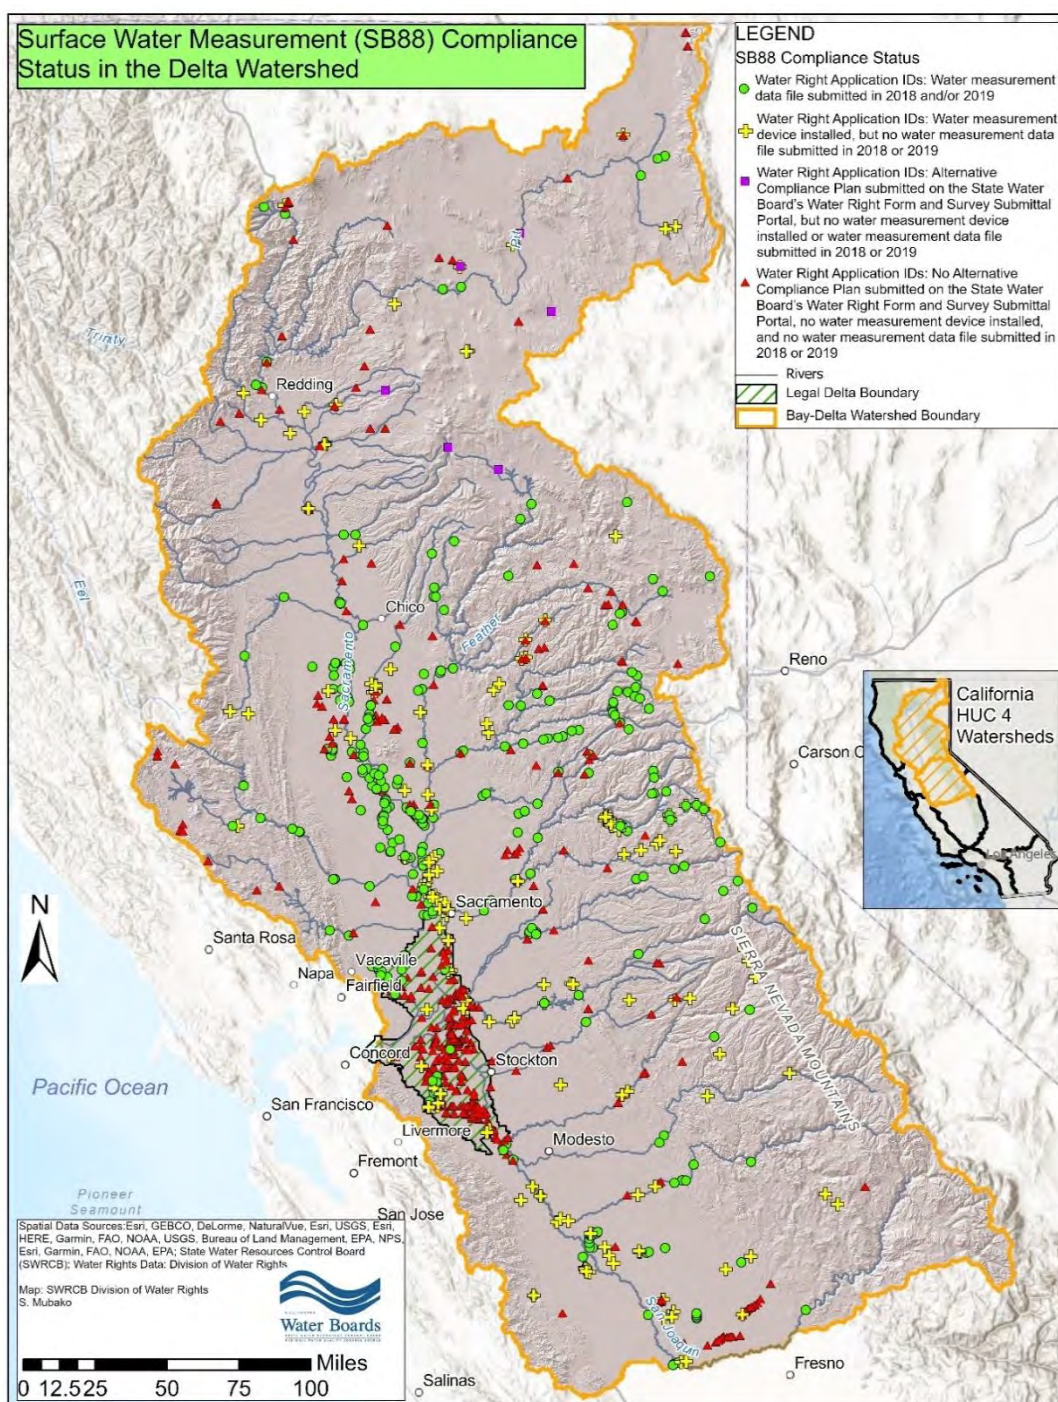 Surface Water Measurement (SB88) Compliance
Status in the Delta Watershed
LEGEND
SB88 Compliance Status
Water Right Application IDs: Water measurement
data file submitted in 2018 and/or 2019
Water Right Application IDs: Water measurement
device installed, but no water measurement data
file submitted in 2018 or 2019
Water Right Application IDs: Alternative
Compliance Plan submitted on the State Water
Board's Water Right Form and Survey Submittal
Portal, but no water measurement device
installed or water measurement data file
submitted in 2018 or 2019
Water Right Application IDs: No Alternative
Compliance Plan submitted on the State Water
Board's Water Right Form and Survey Submittal
Portal, no water measurement device installed,
and no water measurement data file submitted in
2018 or 2019
Rivers
Legal Delta Boundary
Bay-Delta Watershed Boundary
Pit
Trinity
Redding
Eel
Chico
Feather
Sacramento
Reno
California
HUC 4
Watersheds
Carson C
Los Angeles
N
Sacramento
Santa Rosa
Vacaville
Napa
Fairfield
SIERRA NEVADA MOUNTAINS
Concord
Stockton
Pacific Ocean
San Francisco
Livermore
Modesto
Fremont
Pioneer
Seamount
San Jose
Spatial Data Sources:Esri, GEBCO, DeLorme, NaturalVue, Esri, USGS, Esri,
HERE, Garmin, FAO, NOAA, USGS, Bureau of Land Management, EPA, NPS,
Esri, Garmin, FAO, NOAA, EPA; State Water Resources Control Board
(SWRCB); Water Rights Data: Division of Water Rights
Map: SWRCB Division of Water Rights
S. Mubako
Water Boards
San Joaquin
Miles
0 12.5 25 50 75 100
Fresno
Salinas